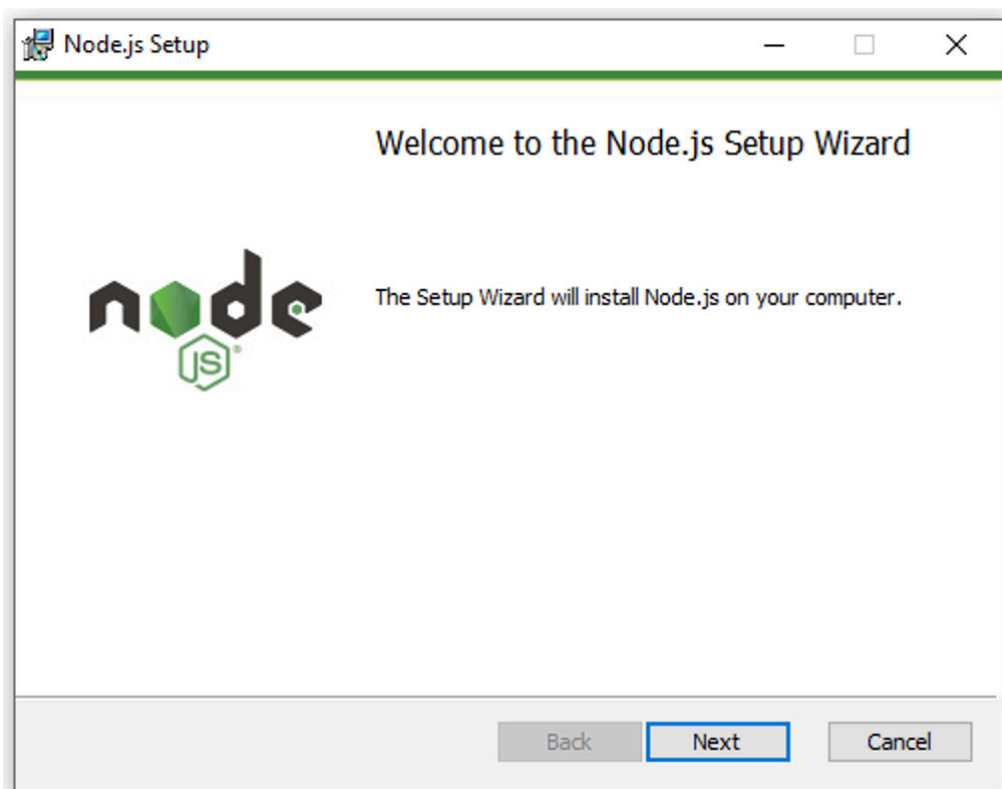 Node.js Setup
Welcome to the Node.js Setup Wizard
node
JS®
The Setup Wizard will install Node.js on your computer.
Back
Next
Cancel